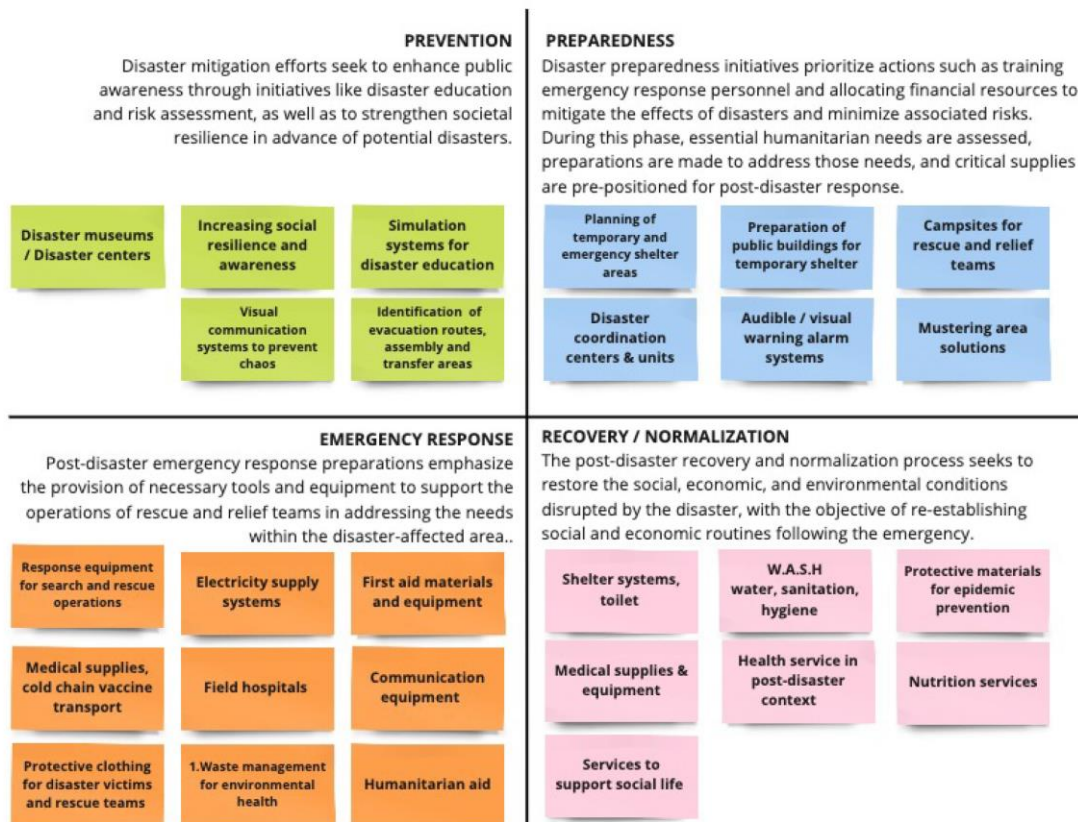 PREVENTION
Disaster mitigation efforts seek to enhance public
awareness through initiatives like disaster education
and risk assessment, as well as to strengthen societal
resilience in advance of potential disasters.
Disaster museums
/ Disaster centers
Increasing social
resilience and
awareness
Simulation
systems for
disaster education
Visual
communication
systems to prevent
chaos
Identification of
evacuation routes,
assembly and
transfer areas
PREPAREDNESS
Disaster preparedness initiatives prioritize actions such as training
emergency response personnel and allocating financial resources to
mitigate the effects of disasters and minimize associated risks.
During this phase, essential humanitarian needs are assessed,
preparations are made to address those needs, and critical supplies
are pre-positioned for post-disaster response.
Planning of
temporary and
emergency shelter
areas
Preparation of
public buildings for
temporary shelter
Campsites for
rescue and relief
teams
Disaster
coordination
centers & units
Audible / visual
warning alarm
systems
Mustering area
solutions
EMERGENCY RESPONSE
Post-disaster emergency response preparations emphasize
the provision of necessary tools and equipment to support the
operations of rescue and relief teams in addressing the needs
within the disaster-affected area..
Response equipment
for search and rescue
operations
Electricity supply
systems
First aid materials
and equipment
Medical supplies,
cold chain vaccine
transport
Field hospitals
Communication
equipment
Protective clothing
for disaster victims
and rescue teams
1.Waste management
for environmental
health
Humanitarian aid
RECOVERY / NORMALIZATION
The post-disaster recovery and normalization process seeks to
restore the social, economic, and environmental conditions
disrupted by the disaster, with the objective of re-establishing
social and economic routines following the emergency.
Shelter systems,
toilet
W.A.S.H
water, sanitation,
hygiene
Protective materials
for epidemic
prevention
Medical supplies &
equipment
Health service in
post-disaster
context
Nutrition services
Services to
support social life